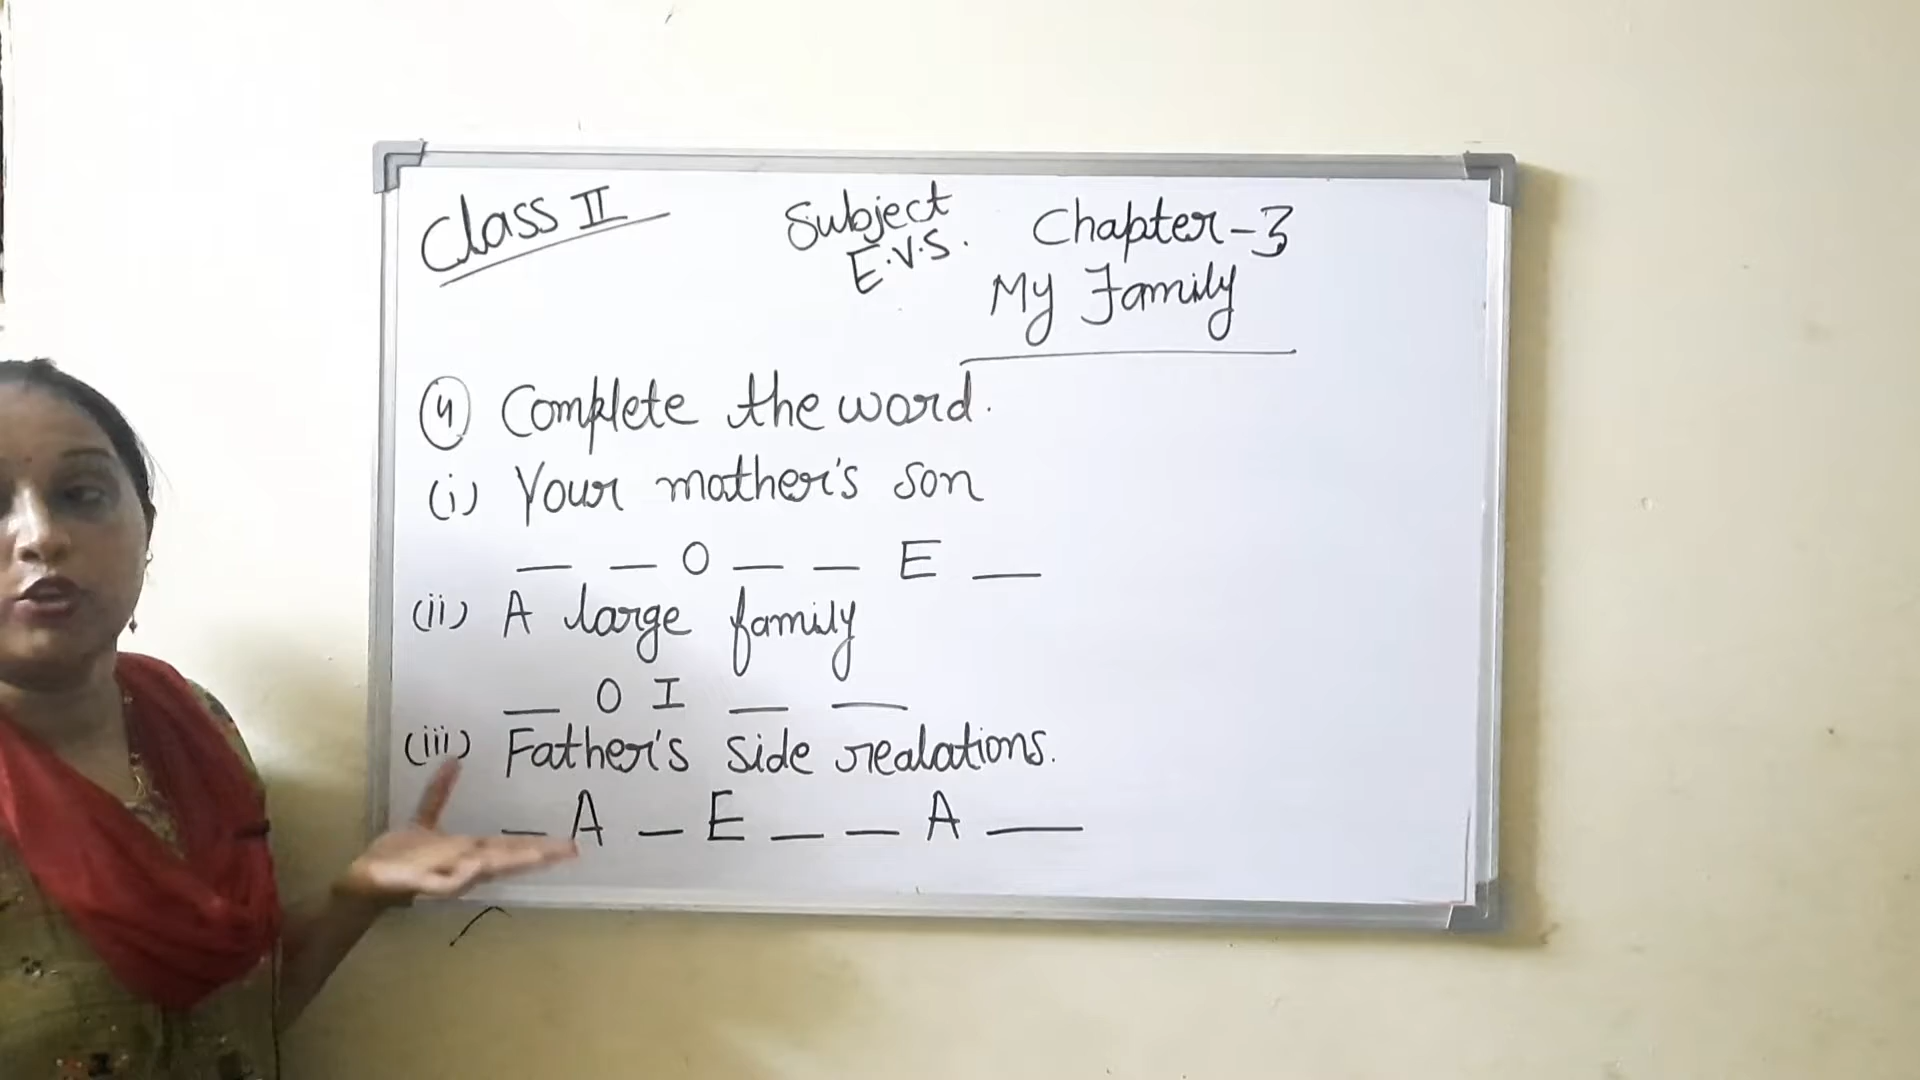 Class II
Subject
E.V.S.
Chapter-3
My Family
(4) Complete the word.
(i) Your mather's son
_ _ O _ _ E _
(ii) A large family
_ O I _ _
(iii) Father's side realations.
_ A _ E _ _ A _